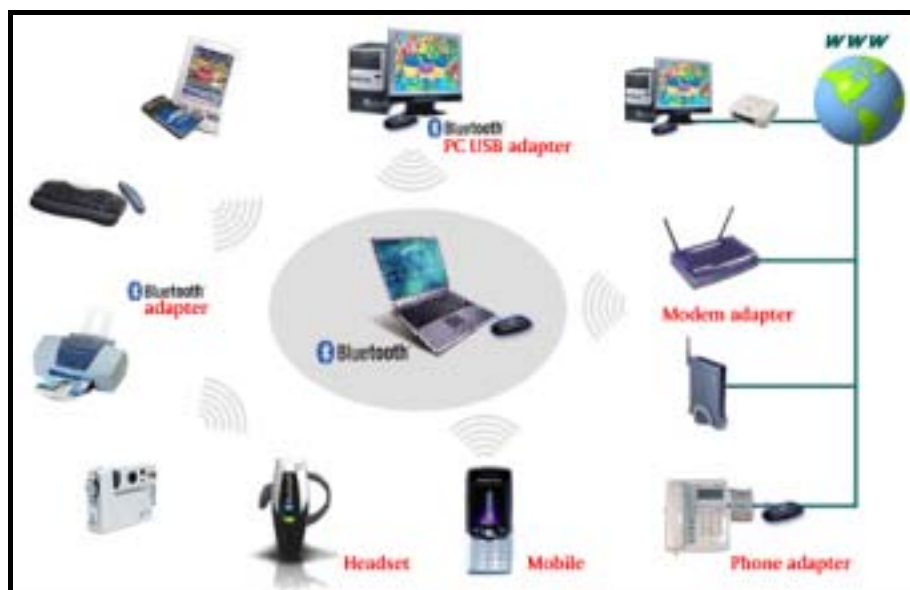 www
Bluetooth
PC USB adapter
Bluetooth
adapter
Modem adapter
Bluetooth
Headset
Mobile
Phone adapter